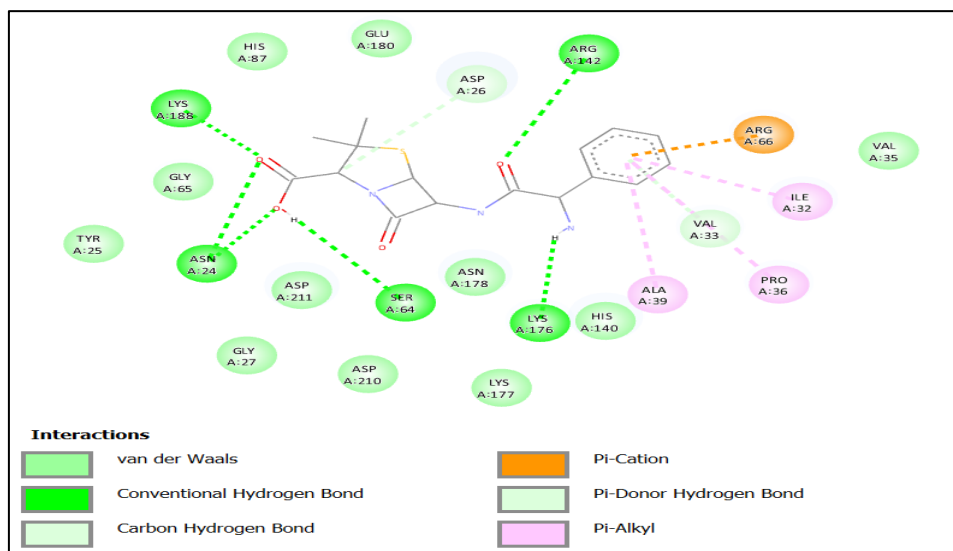 HIS
A:87
GLU
A:180
ARG
A:142
ASP
A:26
LYS
A:188
ARG
A:66
VAL
A:35
GLY
A:65
S
O
ILE
A:32
O
N
O
H
N
VAL
A:33
TYR
A:25
N
H
O
ASN
A:24
ASP
A:211
ASN
A:178
PRO
A:36
ALA
A:39
SER
A:64
LYS
A:176
HIS
A:140
GLY
A:27
ASP
A:210
LYS
A:177
Interactions
van der Waals
Conventional Hydrogen Bond
Carbon Hydrogen Bond
Pi-Cation
Pi-Donor Hydrogen Bond
Pi-Alkyl